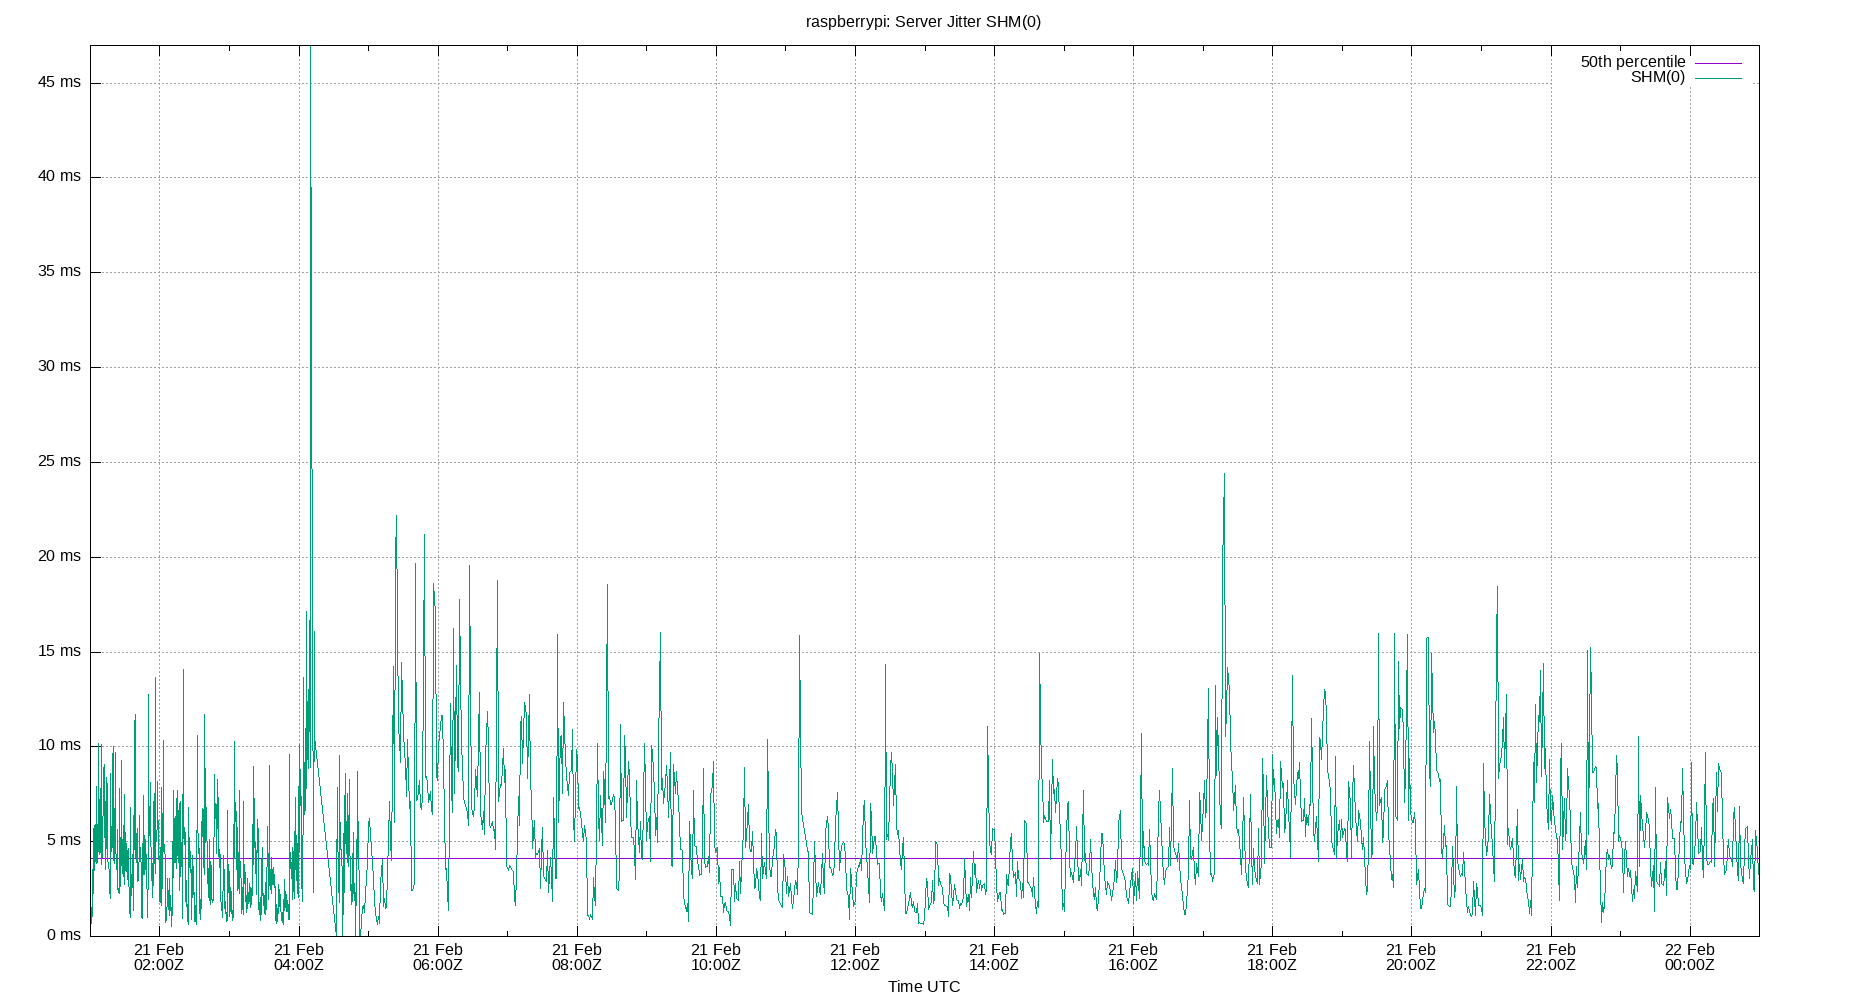 raspberrypi: Server Jitter SHM(0)
50th percentile
SHM(0)
45 ms
40 ms
35 ms
30 ms
25 ms
20 ms
15 ms
10 ms
5 ms
0 ms
21 Feb 21 Feb 21 Feb 21 Feb 21 Feb 21 Feb 21 Feb 21 Feb 21 Feb 21 Feb 21 Feb 22 Feb
02:00Z 04:00Z 06:00Z 08:00Z 10:00Z 12:00Z 14:00Z 16:00Z 18:00Z 20:00Z 22:00Z 00:00Z
Time UTC